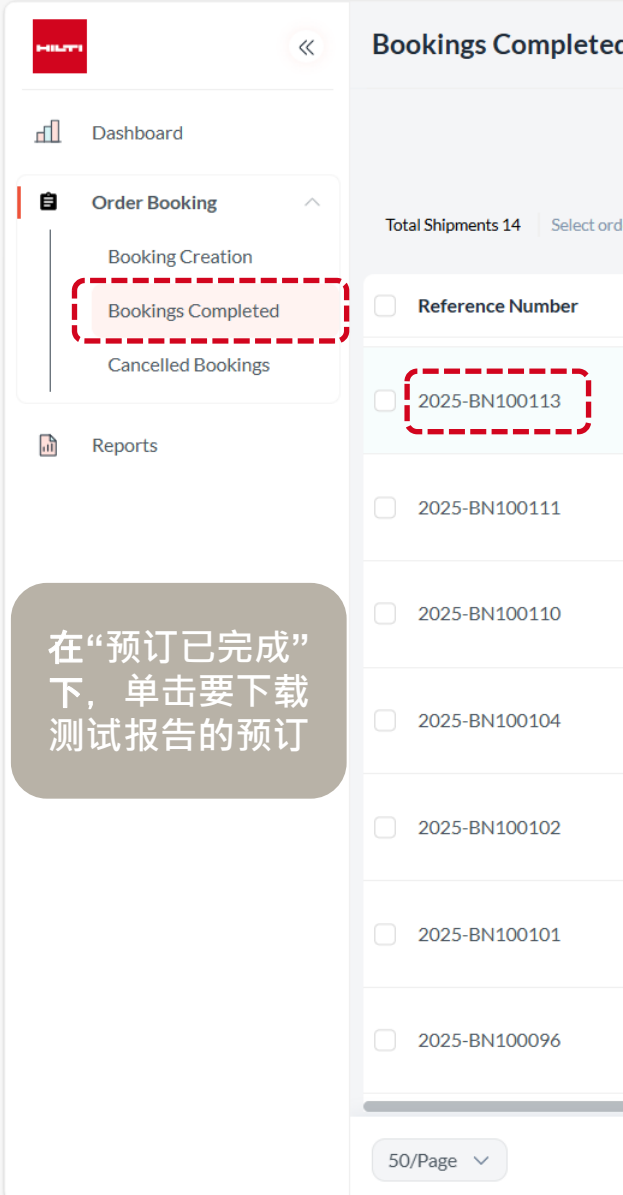 HILTI
Bookings Completed
Dashboard
Order Booking
Booking Creation
Bookings Completed
Cancelled Bookings
Reports
在“预订已完成”
下，单击要下载
测试报告的预订
Total Shipments 14
Select ord
Reference Number
2025-BN100113
2025-BN100111
2025-BN100110
2025-BN100104
2025-BN100102
2025-BN100101
2025-BN100096
50/Page